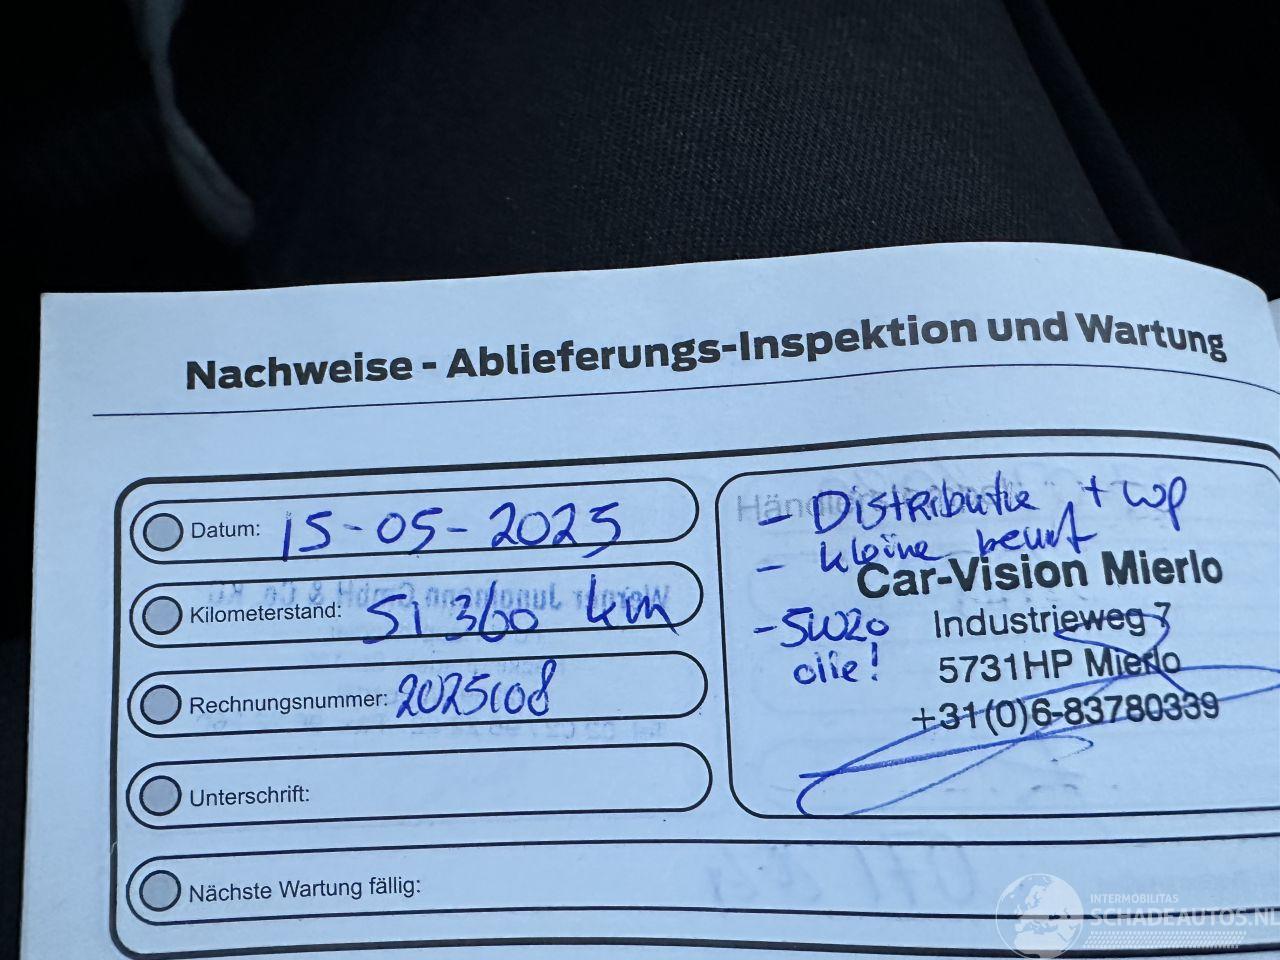 Nachweise - Ablieferungs-Inspektion und Wartung
Datum: 15-05-2025
Kilometerstand: 51360 km
Rechnungsnummer: 2025108
Unterschrift:
Nächste Wartung fällig:
- Distributie + wp
- kleine beurt
Car-Vision Mierlo
- 5W20 olie!
Industrieweg 7
5731HP Mierlo
+31(0)6-83780339
INTERMOBILITAS
SCHADEAUTOS.NL